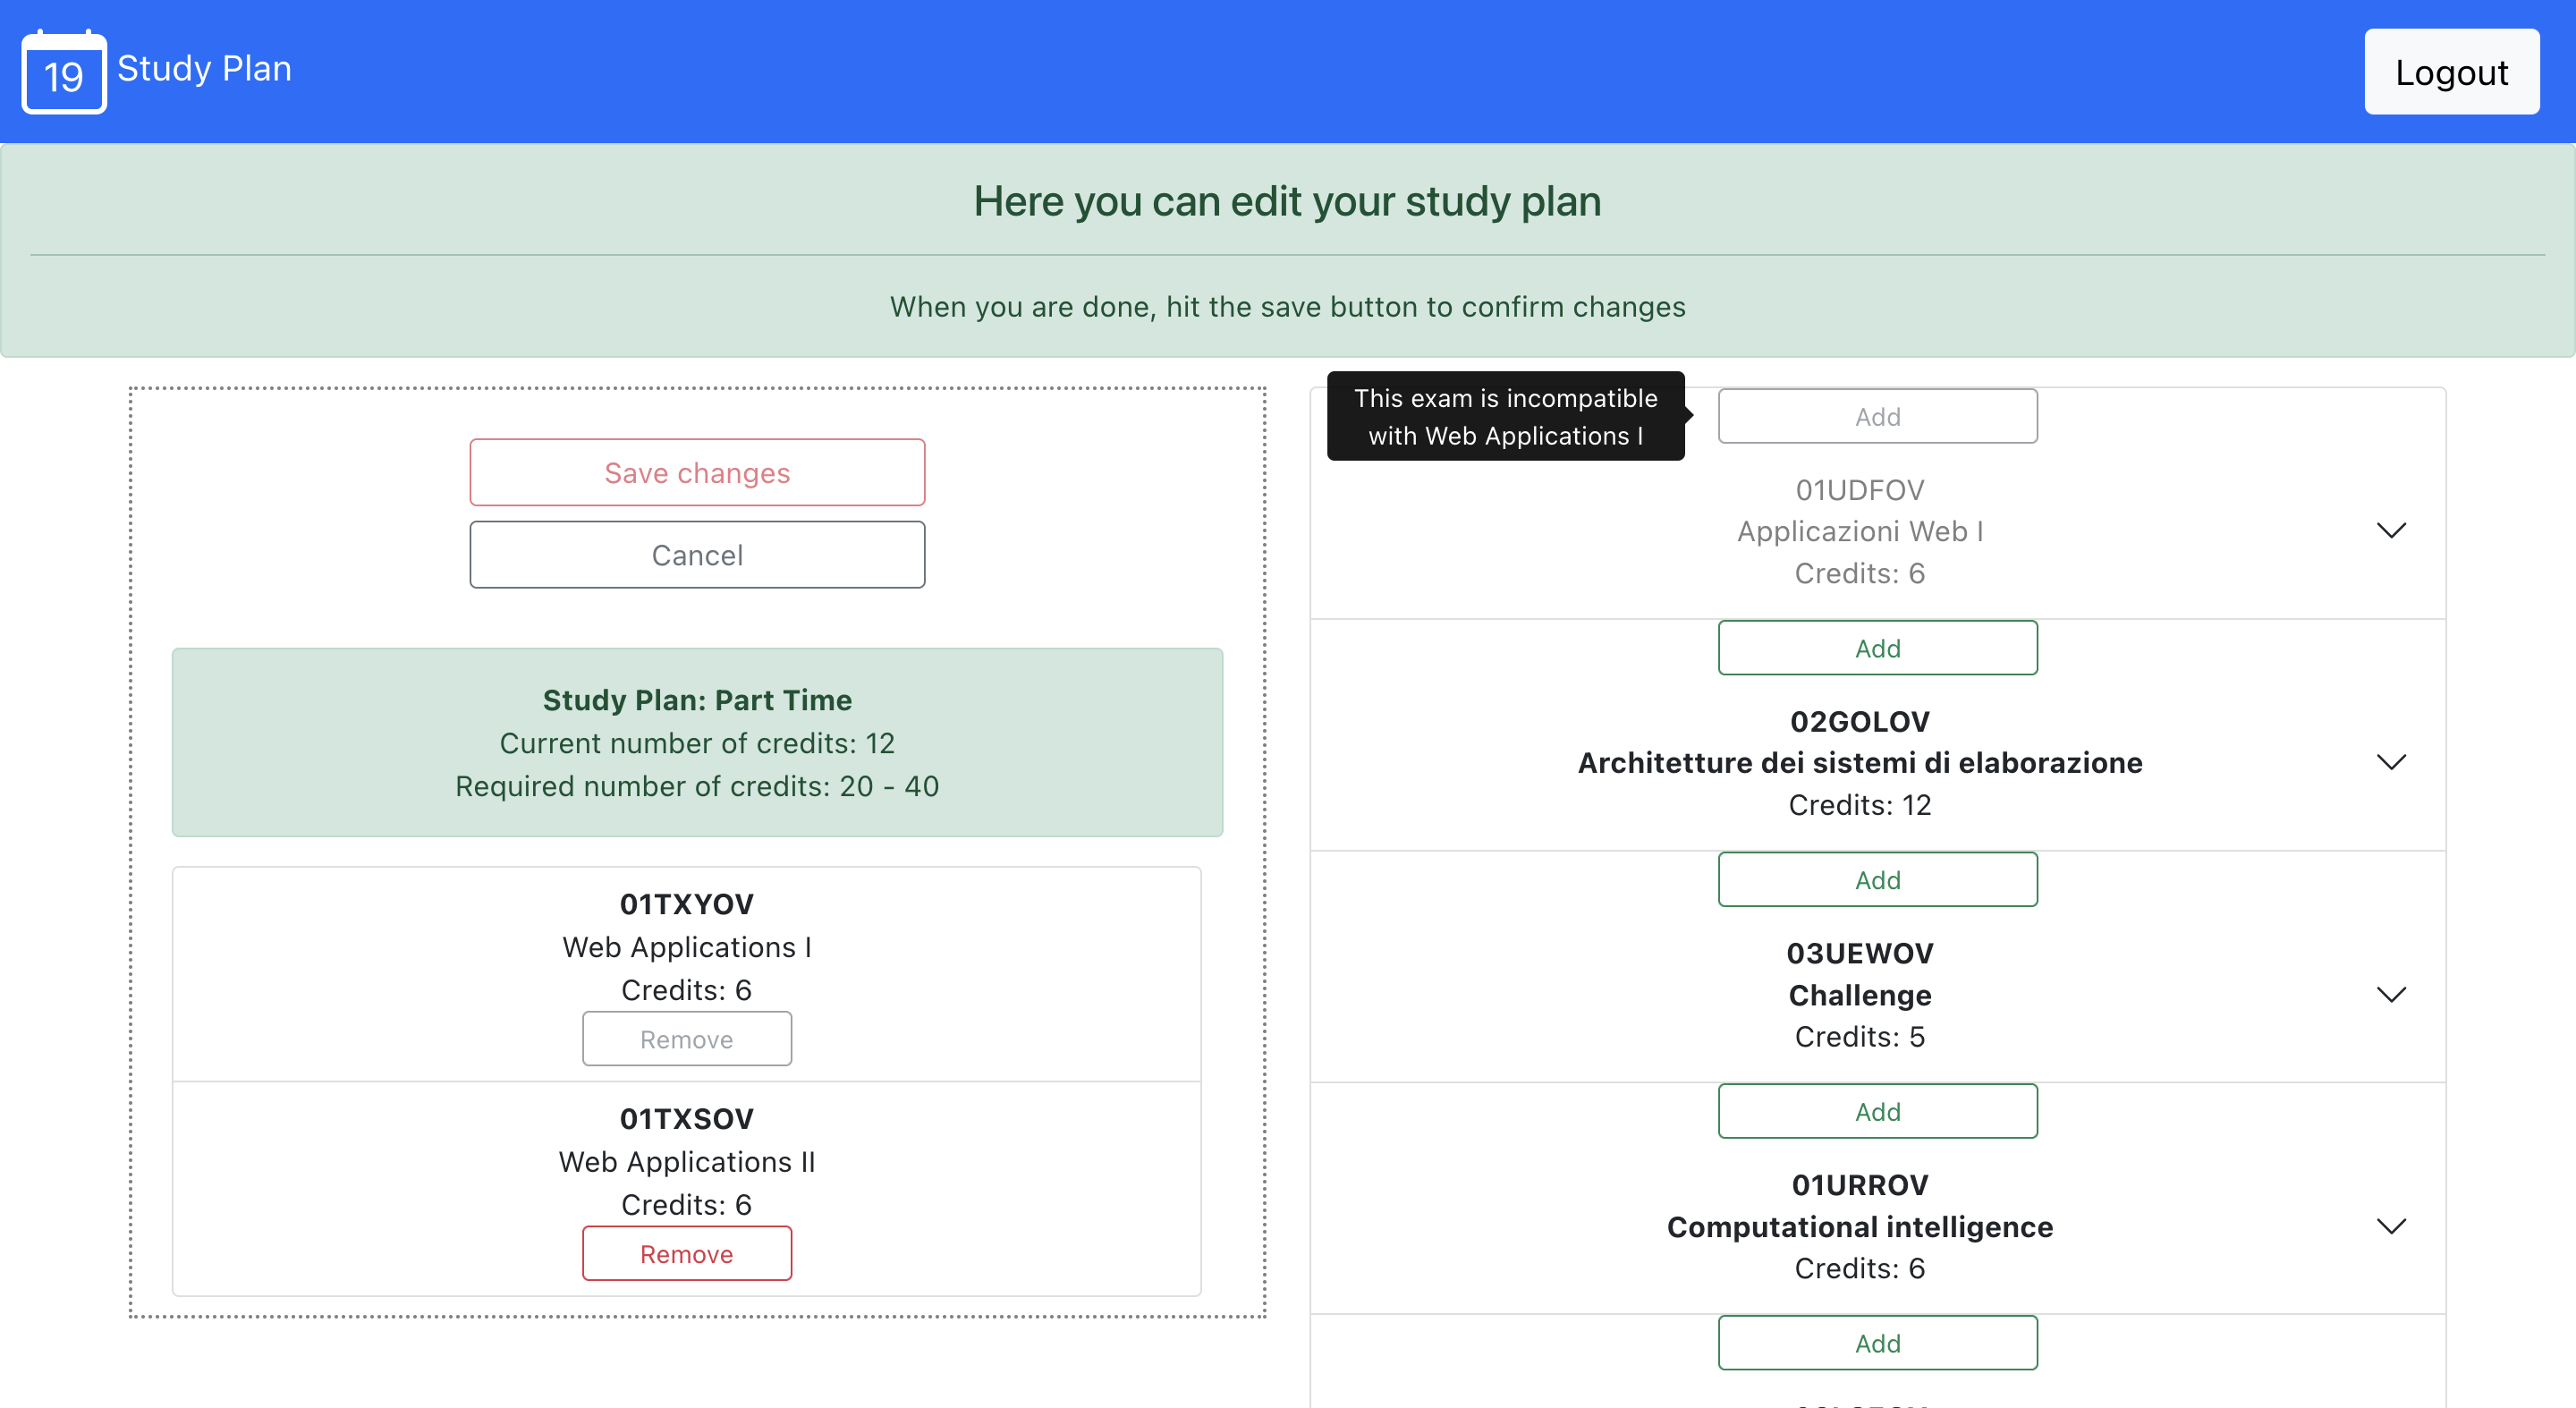 19 Study Plan
Logout
Here you can edit your study plan
When you are done, hit the save button to confirm changes
Save changes
Cancel
Study Plan: Part Time
Current number of credits: 12
Required number of credits: 20 - 40
01TXYOV
Web Applications I
Credits: 6
Remove
01TXSOV
Web Applications II
Credits: 6
Remove
This exam is incompatible
with Web Applications I
Add
01UDFOV
Applicazioni Web I
Credits: 6
Add
02GOLOV
Architetture dei sistemi di elaborazione
Credits: 12
Add
03UEWOV
Challenge
Credits: 5
Add
01URROV
Computational intelligence
Credits: 6
Add